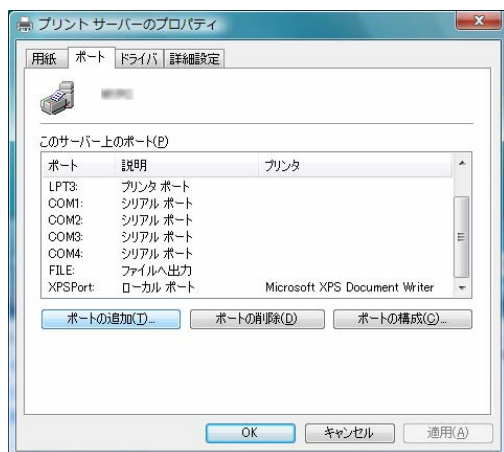 プリント サーバーのプロパティ
用紙 ポート ドライバ 詳細設定
このサーバー上のポート(P)
ポート 説明 プリンタ
LPT3: プリンタ ポート
COM1: シリアル ポート
COM2: シリアル ポート
COM3: シリアル ポート
COM4: シリアル ポート
FILE: ファイルへ出力
XPSPort: ローカル ポート Microsoft XPS Document Writer
ポートの追加(T)... ポートの削除(D) ポートの構成(C)...
OK キャンセル 適用(A)